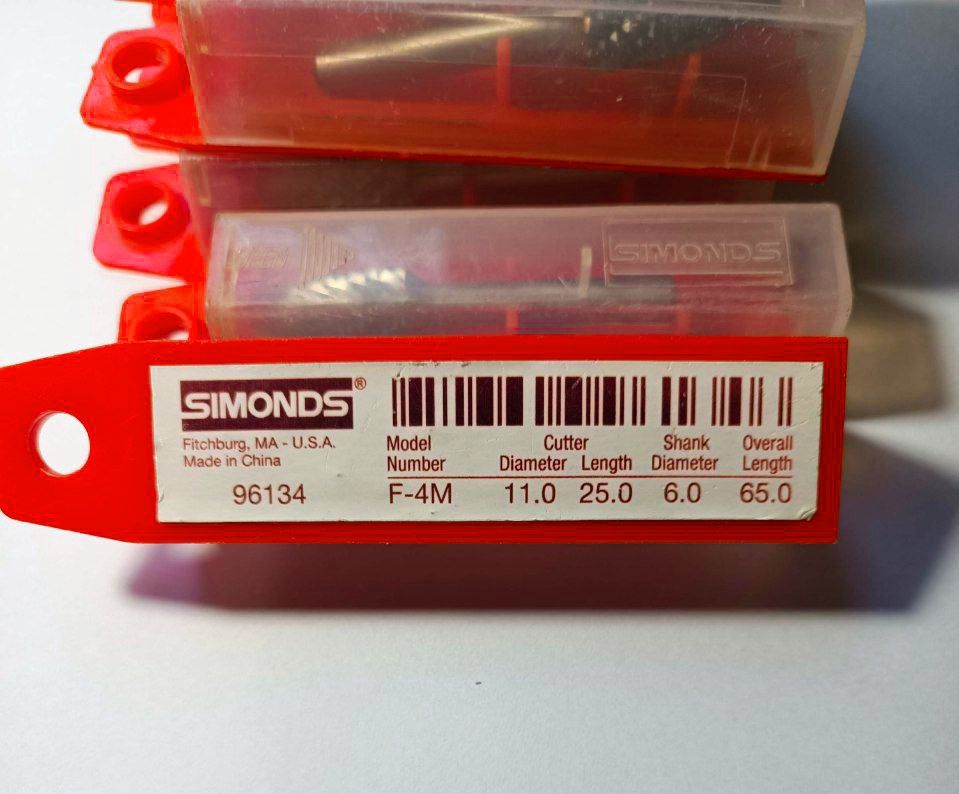 SIMONDS
SIMONDS®
Fitchburg, MA - U.S.A.
Made in China
96134
Model Number
Cutter
Diameter Length
Shank Diameter
Overall Length
F-4M 11.0 25.0 6.0 65.0